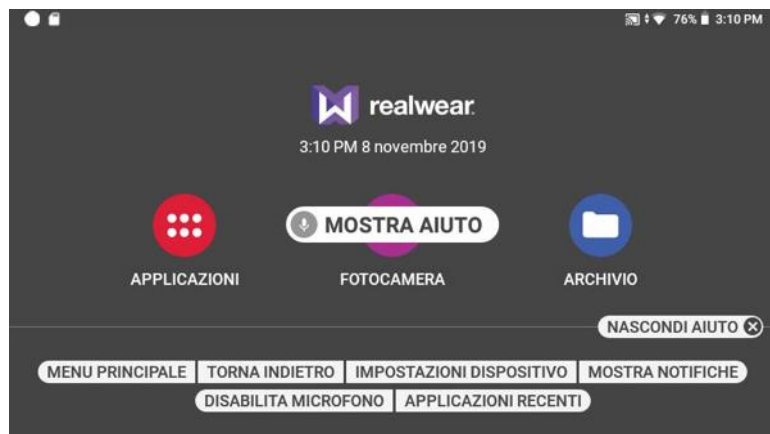 76% 3:10 PM
realwear
3:10 PM 8 novembre 2019
MOSTRA AIUTO
APPLICAZIONI FOTOCAMERA ARCHIVIO
NASCONDI AIUTO
MENU PRINCIPALE TORNA INDIETRO IMPOSTAZIONI DISPOSITIVO MOSTRA NOTIFICHE
DISABILITA MICROFONO APPLICAZIONI RECENTI